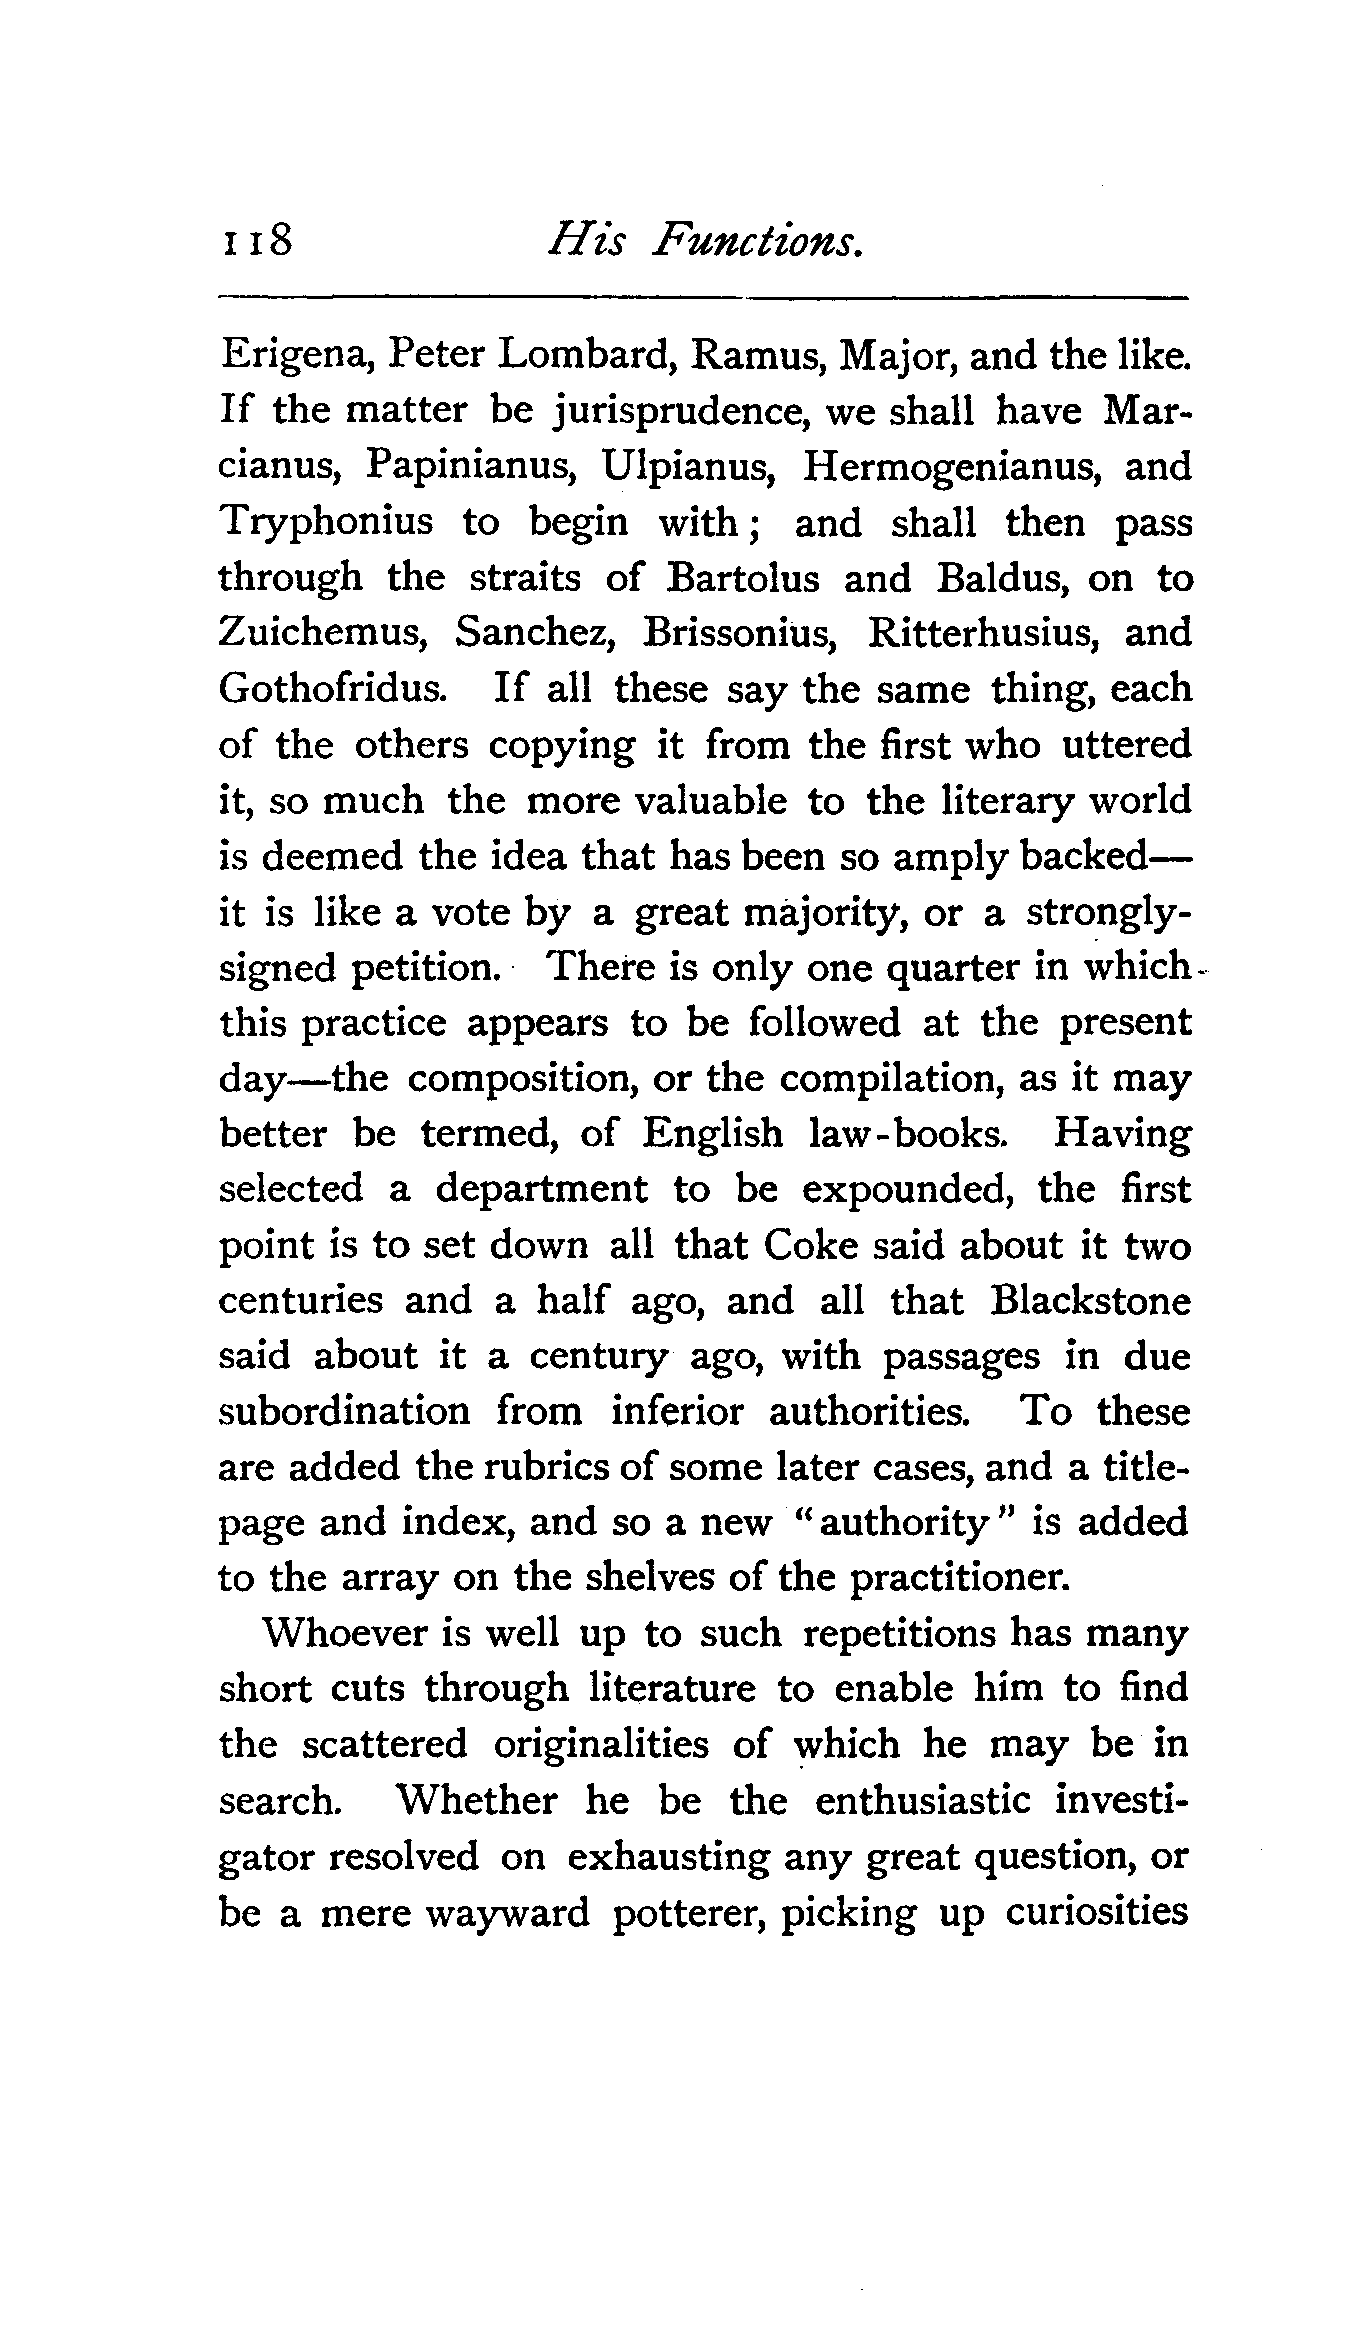 118 His Functions.
Erigena, Peter Lombard, Ramus, Major, and the like.
If the matter be jurisprudence, we shall have Mar-
cianus, Papinianus, Ulpianus, Hermogenianus, and
Tryphonius to begin with; and shall then pass
through the straits of Bartolus and Baldus, on to
Zuichemus, Sanchez, Brissonius, Ritterhusius, and
Gothofridus. If all these say the same thing, each
of the others copying it from the first who uttered
it, so much the more valuable to the literary world
is deemed the idea that has been so amply backed—
it is like a vote by a great majority, or a strongly-
signed petition. There is only one quarter in which
this practice appears to be followed at the present
day—the composition, or the compilation, as it may
better be termed, of English law-books. Having
selected a department to be expounded, the first
point is to set down all that Coke said about it two
centuries and a half ago, and all that Blackstone
said about it a century ago, with passages in due
subordination from inferior authorities. To these
are added the rubrics of some later cases, and a title-
page and index, and so a new "authority" is added
to the array on the shelves of the practitioner.
Whoever is well up to such repetitions has many
short cuts through literature to enable him to find
the scattered originalities of which he may be in
search. Whether he be the enthusiastic investi-
gator resolved on exhausting any great question, or
be a mere wayward potterer, picking up curiosities